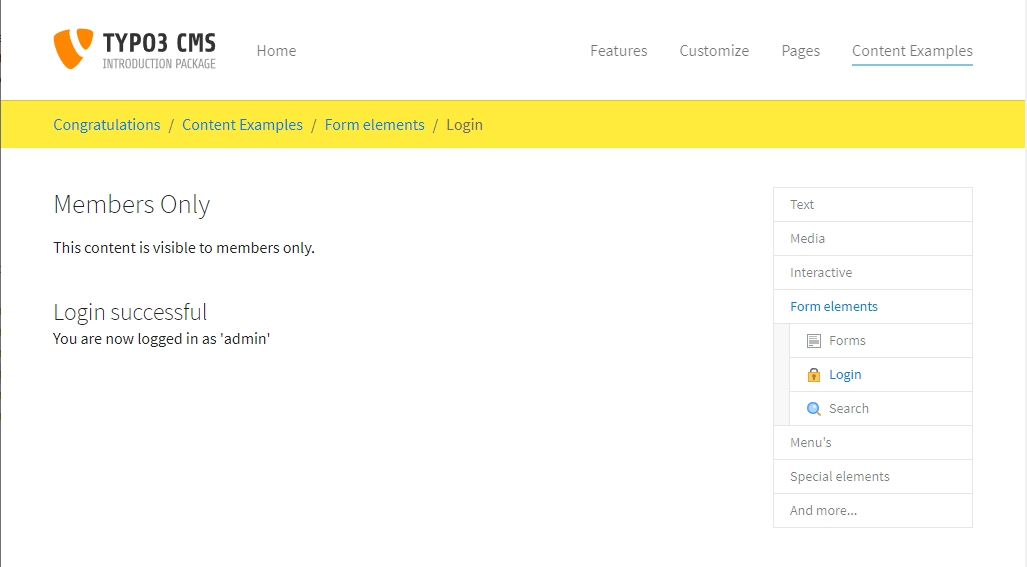 TYPO3 CMS
INTRODUCTION PACKAGE
Home
Features
Customize
Pages
Content Examples
Congratulations / Content Examples / Form elements / Login
Members Only
This content is visible to members only.
Login successful
You are now logged in as 'admin'
Text
Media
Interactive
Form elements
Forms
Login
Search
Menu's
Special elements
And more...